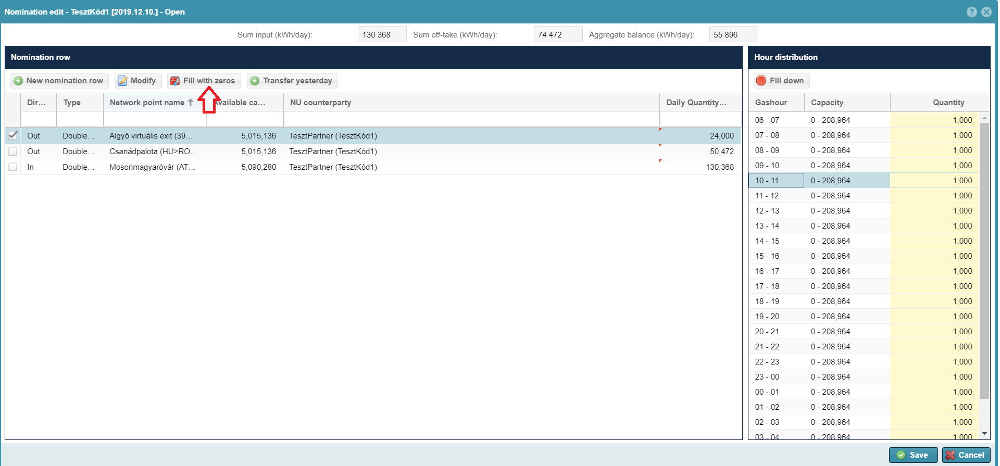 Nomination edit - TesztKód1 [2019.12.10.] - Open
Sum input (kWh/day): 130 368 Sum off-take (kWh/day): 74 472 Aggregate balance (kWh/day): 55 896
Nomination row
New nomination row Modify Fill with zeros Transfer yesterday
Dir... Type Network point name Available ca... NU counterparty Daily Quantity...
Out Double... Algyő virtuális exit (39... 5,015,136 TesztPartner (TesztKód1) 24,000
Out Double... Csanádpalota (HU>RO... 5,015,136 TesztPartner (TesztKód1) 50,472
In Double... Mosonmagyaróvár (AT... 5,090,280 TesztPartner (TesztKód1) 130,368
Hour distribution
Fill down
Gashour Capacity Quantity
06 - 07 0 - 208,964 1,000
07 - 08 0 - 208,964 1,000
08 - 09 0 - 208,964 1,000
09 - 10 0 - 208,964 1,000
10 - 11 0 - 208,964 1,000
11 - 12 0 - 208,964 1,000
12 - 13 0 - 208,964 1,000
13 - 14 0 - 208,964 1,000
14 - 15 0 - 208,964 1,000
15 - 16 0 - 208,964 1,000
16 - 17 0 - 208,964 1,000
17 - 18 0 - 208,964 1,000
18 - 19 0 - 208,964 1,000
19 - 20 0 - 208,964 1,000
20 - 21 0 - 208,964 1,000
21 - 22 0 - 208,964 1,000
22 - 23 0 - 208,964 1,000
23 - 00 0 - 208,964 1,000
00 - 01 0 - 208,964 1,000
01 - 02 0 - 208,964 1,000
02 - 03 0 - 208,964 1,000
03 - 04 0 - 208,964 1,000
Save Cancel